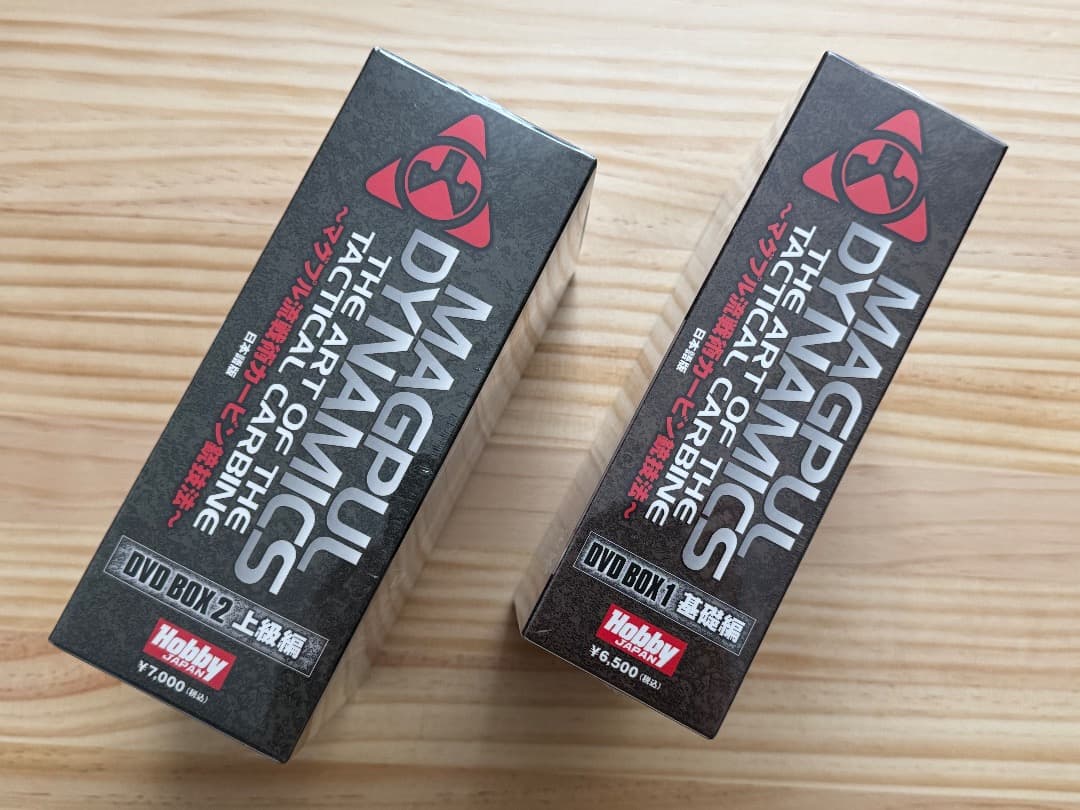 MAGPUL
DYNAMICS
THE ART OF THE
TACTICAL CARBINE
～マグプル流戦術カービン銃技法～
日本語版
DVD BOX 2 上級編
Hobby
JAPAN
¥7,000(税込)
MAGPUL
DYNAMICS
THE ART OF THE
TACTICAL CARBINE
～マグプル流戦術カービン銃技法～
日本語版
DVD BOX 1 基礎編
Hobby
JAPAN
¥6,500(税込)